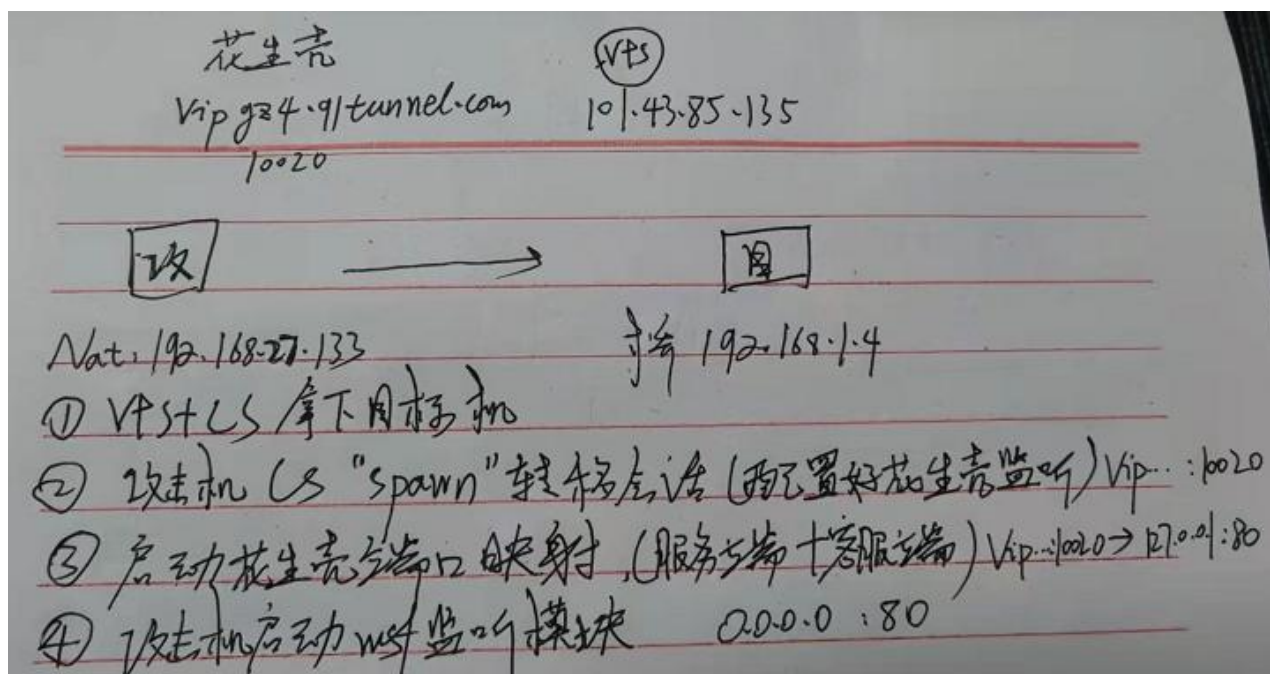 花生壳 vps
Vip gz4.91tunnel.com 101.43.85.135
10020
攻 目
Nat: 192.168.27.133 桥 192.168.1.4
① VPS+CS 拿下目标机
② 攻击机 CS "spawn" 转移会话 (配置好花生壳监听) Vip... :10020
③ 启动花生壳端口映射, (服务端+客服端) Vip..:10020→127.0.0.1:80
④ 攻击机启动 msf 监听模块 0.0.0.0 :80